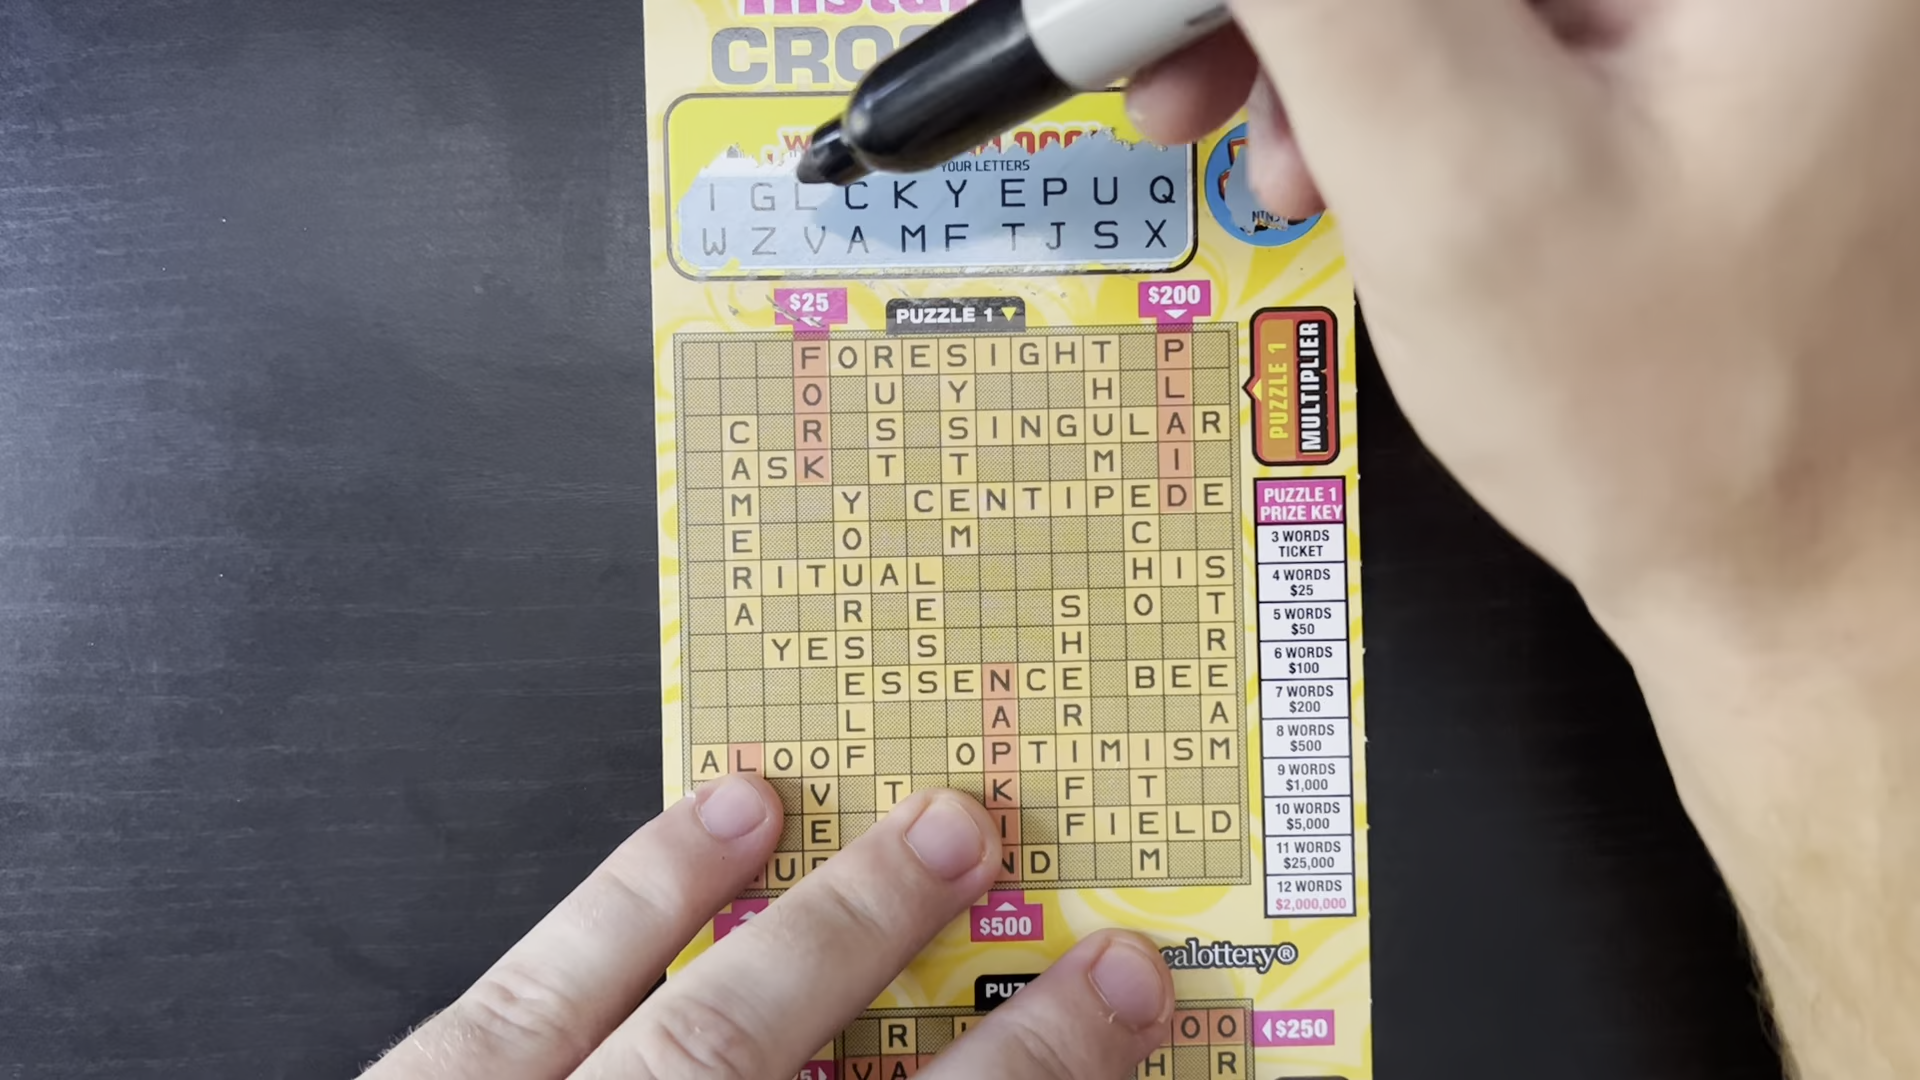 CRO
YOUR LETTERS
I G L C K Y E P U Q
W Z V A M F T J S X
$25
PUZZLE 1
$200
F O R E S I G H T P
O U Y H L
C R S S I N G U L A R
A S K T T M I
M Y C E N T I P E D E
E O M C
R I T U A L H I S
A R E S O T
Y E S S H R
E S S E N C E B E E
L A R A
A L O O F O P T I M I S M
V T K F T
E I F I E L D
U N D M
$500
PUZZLE 1
MULTIPLIER
PUZZLE 1
PRIZE KEY
3 WORDS
TICKET
4 WORDS
$25
5 WORDS
$50
6 WORDS
$100
7 WORDS
$200
8 WORDS
$500
9 WORDS
$1,000
10 WORDS
$5,000
11 WORDS
$25,000
12 WORDS
$2,000,000
calottery®
PUZ
R O O
$250
V A H R